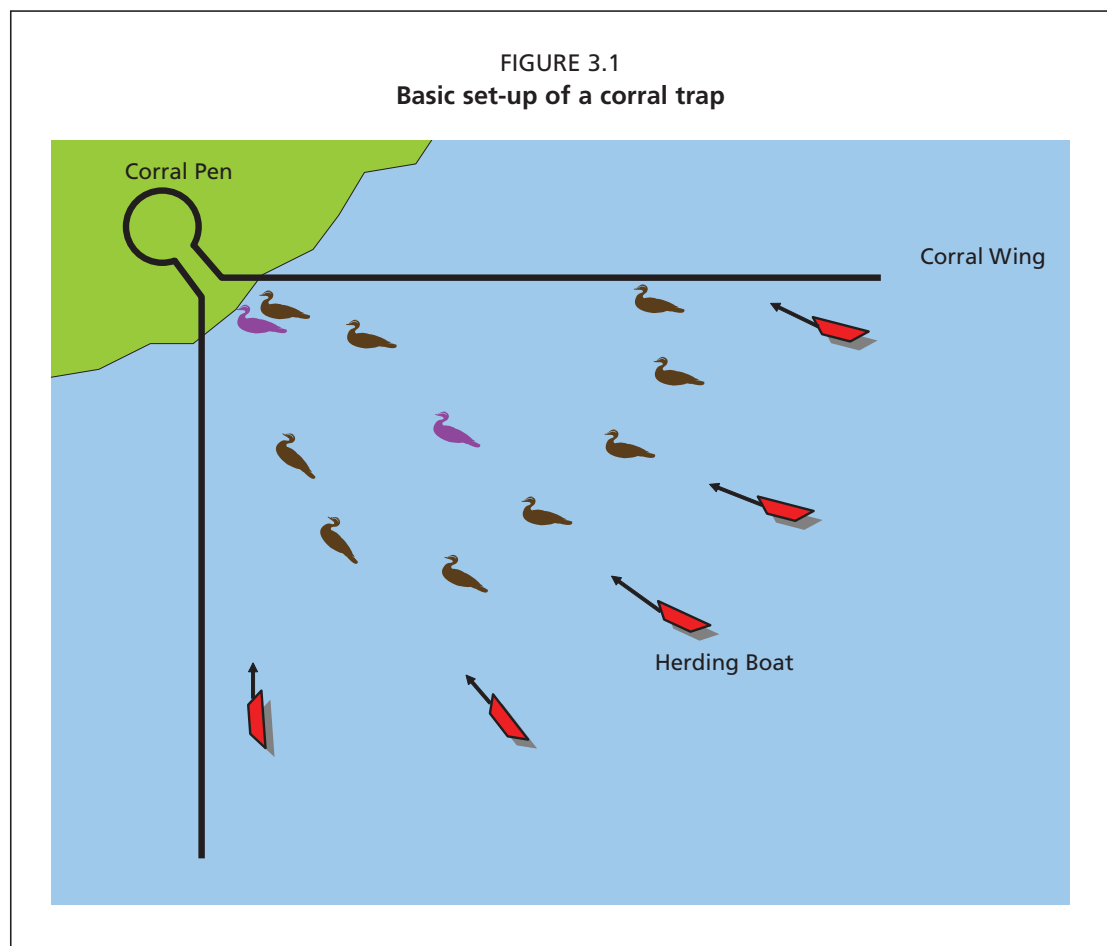 FIGURE 3.1
Basic set-up of a corral trap
Corral Pen
Corral Wing
Herding Boat